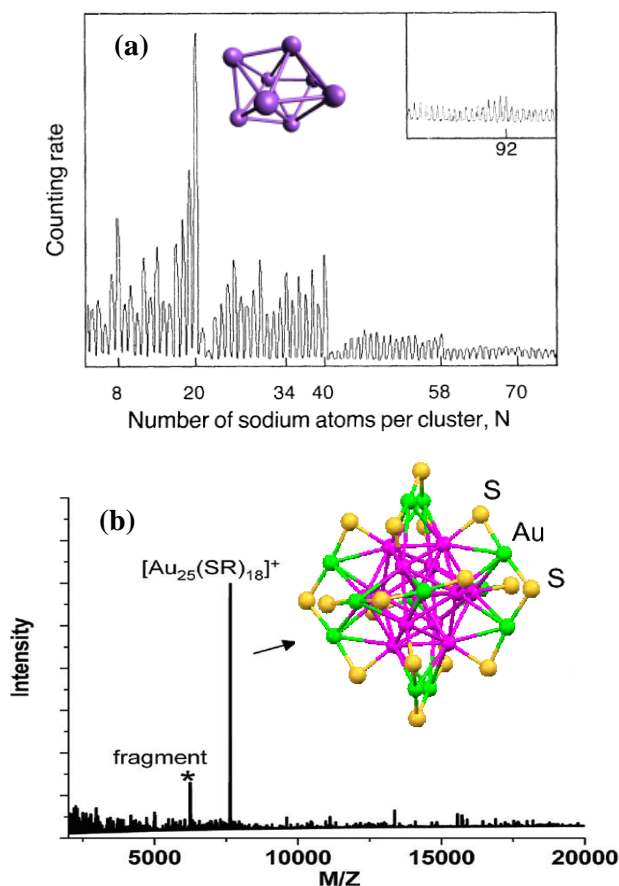 (a)
92
Counting rate
8 20 34 40 58 70
Number of sodium atoms per cluster, N
(b)
S
Au
S
[Au₂₅(SR)₁₈]⁺
fragment
*
Intensity
5000 10000 15000 20000
M/Z